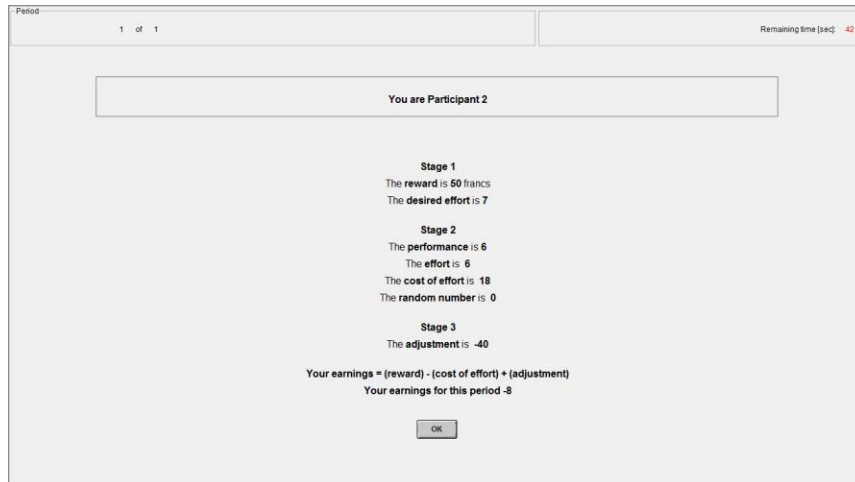 Period
1 of 1
Remaining time [sec]: 42
You are Participant 2
Stage 1
The reward is 50 francs
The desired effort is 7
Stage 2
The performance is 6
The effort is 6
The cost of effort is 18
The random number is 0
Stage 3
The adjustment is -40
Your earnings = (reward) - (cost of effort) + (adjustment)
Your earnings for this period -8
OK